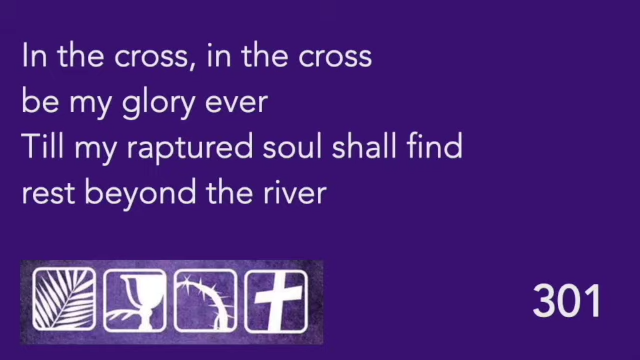 In the cross, in the cross
be my glory ever
Till my raptured soul shall find
rest beyond the river
301